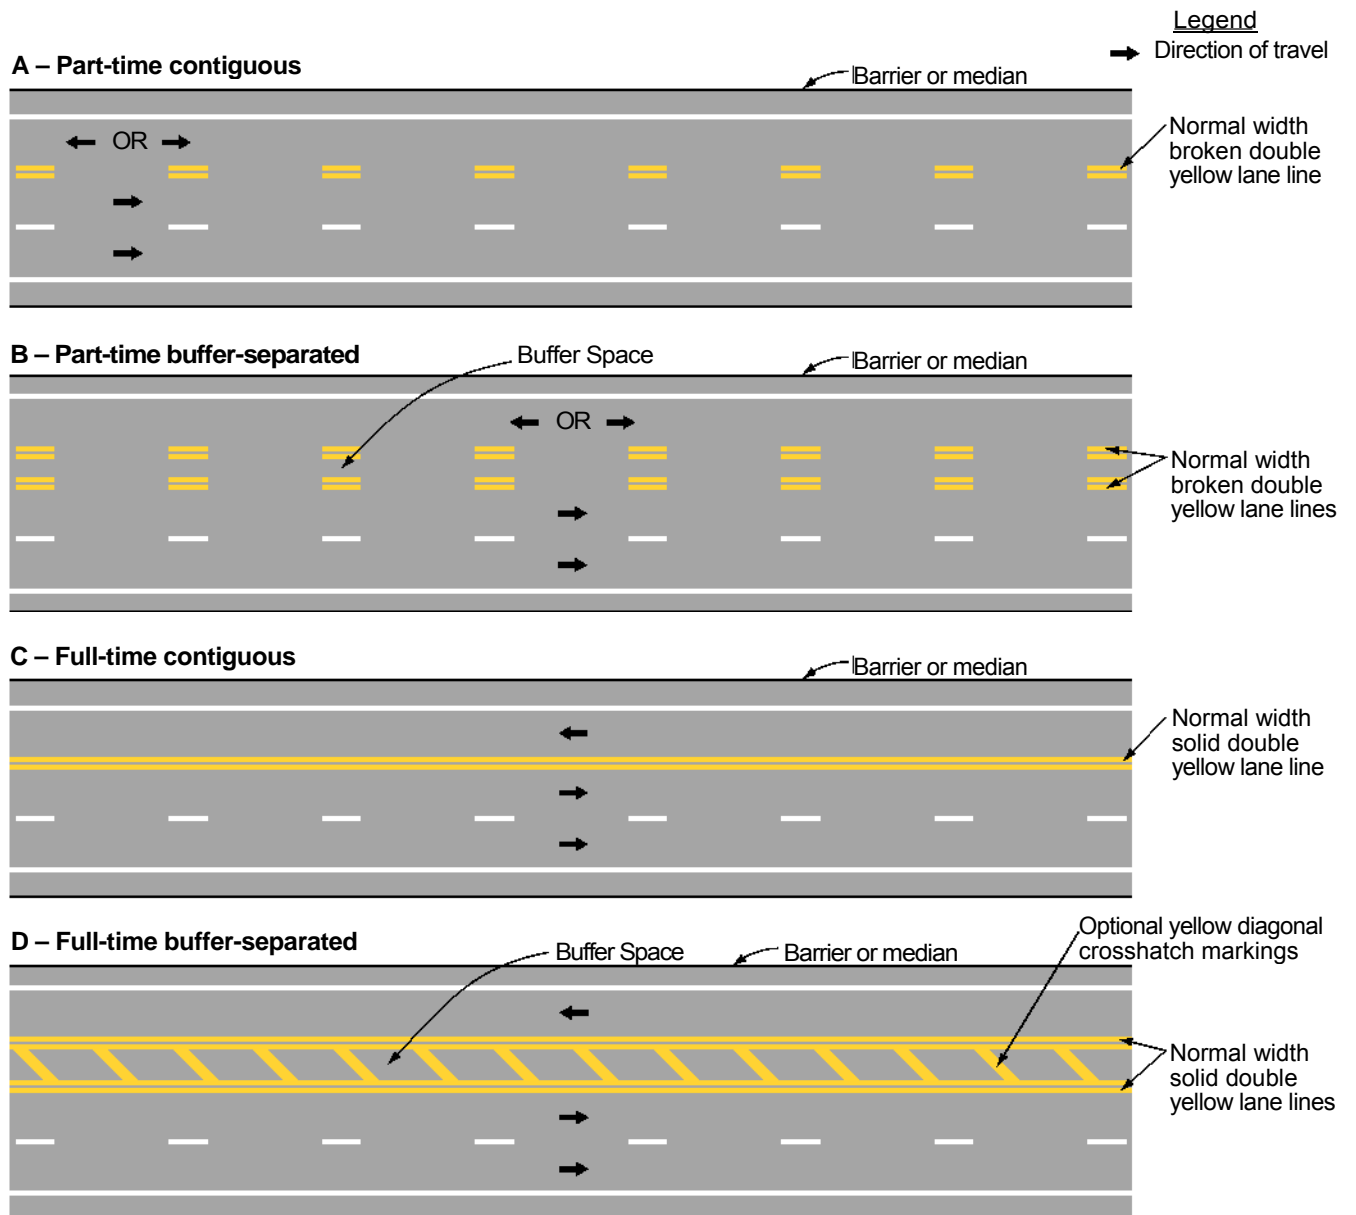 Legend
Direction of travel
A – Part-time contiguous
Barrier or median
OR
Normal width
broken double
yellow lane line
B – Part-time buffer-separated
Buffer Space
Barrier or median
OR
Normal width
broken double
yellow lane lines
C – Full-time contiguous
Barrier or median
Normal width
solid double
yellow lane line
D – Full-time buffer-separated
Buffer Space
Barrier or median
Optional yellow diagonal
crosshatch markings
Normal width
solid double
yellow lane lines